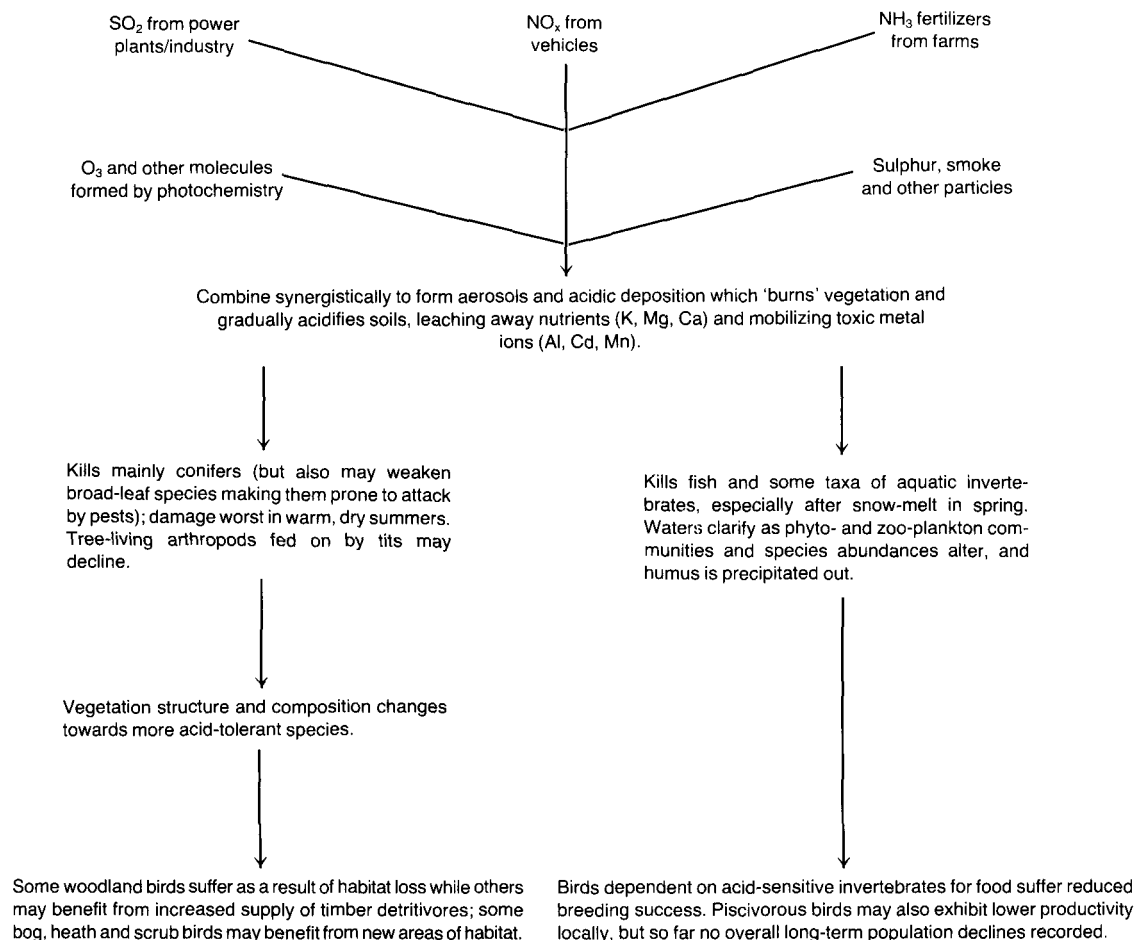 SO₂ from power
plants/industry
NOₓ from
vehicles
NH₃ fertilizers
from farms
O₃ and other molecules
formed by photochemistry
Sulphur, smoke
and other particles
Combine synergistically to form aerosols and acidic deposition which 'burns' vegetation and
gradually acidifies soils, leaching away nutrients (K, Mg, Ca) and mobilizing toxic metal
ions (Al, Cd, Mn).
Kills mainly conifers (but also may weaken
broad-leaf species making them prone to attack
by pests); damage worst in warm, dry summers.
Tree-living arthropods fed on by tits may
decline.
Kills fish and some taxa of aquatic inverte-
brates, especially after snow-melt in spring.
Waters clarify as phyto- and zoo-plankton com-
munities and species abundances alter, and
humus is precipitated out.
Vegetation structure and composition changes
towards more acid-tolerant species.
Some woodland birds suffer as a result of habitat loss while others
may benefit from increased supply of timber detritivores; some
bog, heath and scrub birds may benefit from new areas of habitat.
Birds dependent on acid-sensitive invertebrates for food suffer reduced
breeding success. Piscivorous birds may also exhibit lower productivity
locally, but so far no overall long-term population declines recorded.